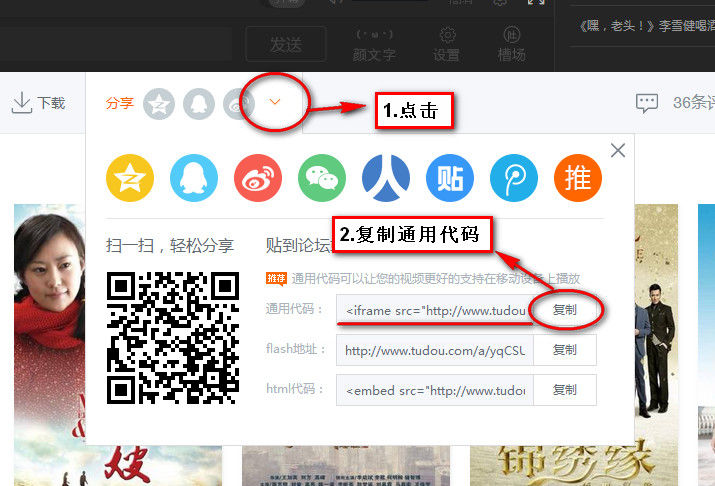 《嘿，老头！》李雪健喝酒
发送
颜文字
设置
槽场
下载
分享
1.点击
36条评
贴
推
2.复制通用代码
扫一扫，轻松分享
贴到论坛
推荐 通用代码可以让您的视频更好的支持在移动设备上播放
通用代码： <iframe src="http://www.tudou 复制
flash地址： http://www.tudou.com/a/yqCSU 复制
html代码： <embed src="http://www.tudou 复制
嫂
锦绣缘